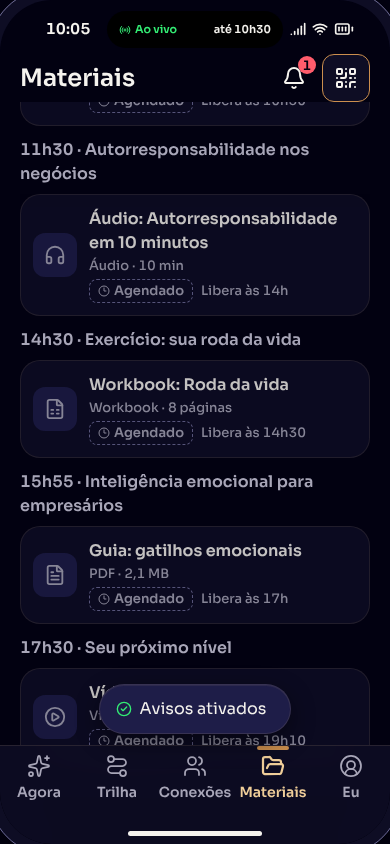 10:05
Ao vivo
até 10h30
Materiais
1
11h30 · Autorresponsabilidade nos
negócios
Áudio: Autorresponsabilidade
em 10 minutos
Áudio · 10 min
Agendado
Libera às 14h
14h30 · Exercício: sua roda da vida
Workbook: Roda da vida
Workbook · 8 páginas
Agendado
Libera às 14h30
15h55 · Inteligência emocional para
empresários
Guia: gatilhos emocionais
PDF · 2,1 MB
Agendado
Libera às 17h
17h30 · Seu próximo nível
Avisos ativados
Agendado
Libera às 19h10
Agora
Trilha
Conexões
Materiais
Eu